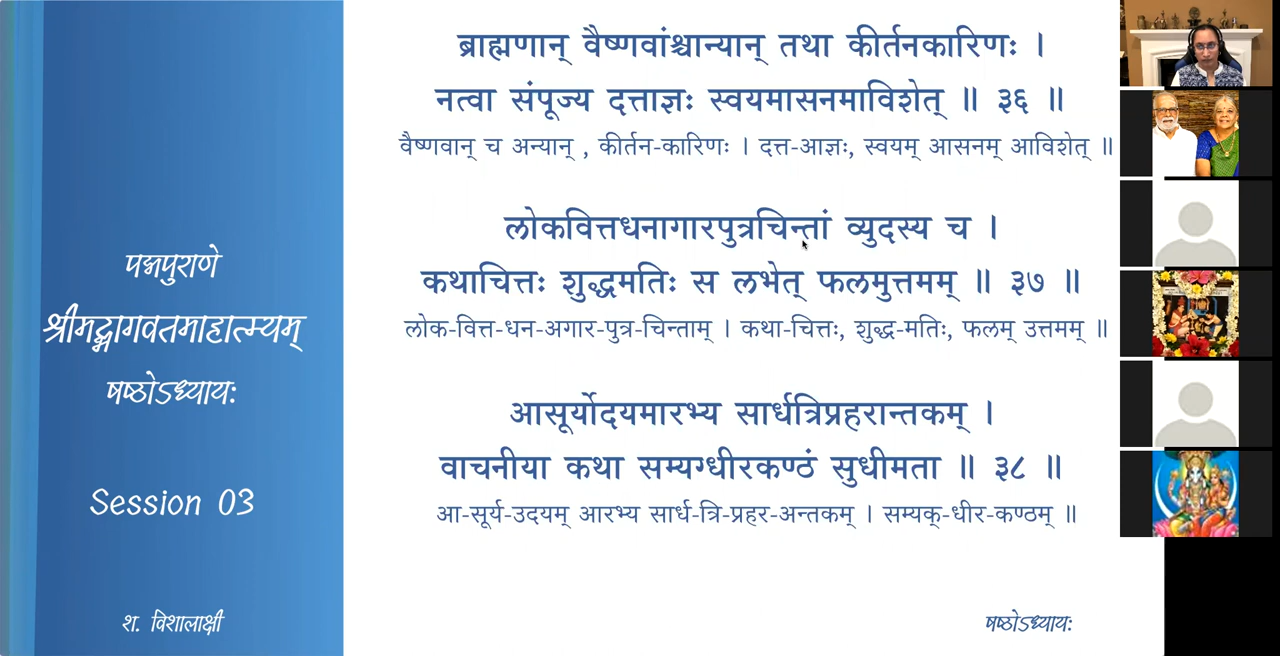 पद्मपुराणे
श्रीमद्भागवतमाहात्म्यम्
षष्ठोऽध्यायः
Session 03
श. विशालाक्षी
ब्राह्मणान् वैष्णवांश्चान्यान् तथा कीर्तनकारिणः ।
नत्वा संपूज्य दत्ताज्ञः स्वयमासनमाविशेत् ॥ ३६ ॥
वैष्णवान् च अन्यान् , कीर्तन-कारिणः । दत्त-आज्ञः, स्वयम् आसनम् आविशेत् ॥
लोकवित्तधनागारपुत्रचिन्तां व्युदस्य च ।
कथाचित्तः शुद्धमतिः स लभेत् फलमुत्तमम् ॥ ३७ ॥
लोक-वित्त-धन-अगार-पुत्र-चिन्ताम् । कथा-चित्तः, शुद्ध-मतिः, फलम् उत्तमम् ॥
आसूर्योदयमारभ्य सार्धत्रिप्रहरान्तकम् ।
वाचनीया कथा सम्यग्धीरकण्ठं सुधीमता ॥ ३८ ॥
आ-सूर्य-उदयम् आरभ्य सार्ध-त्रि-प्रहर-अन्तकम् । सम्यक्-धीर-कण्ठम् ॥
षष्ठोऽध्यायः